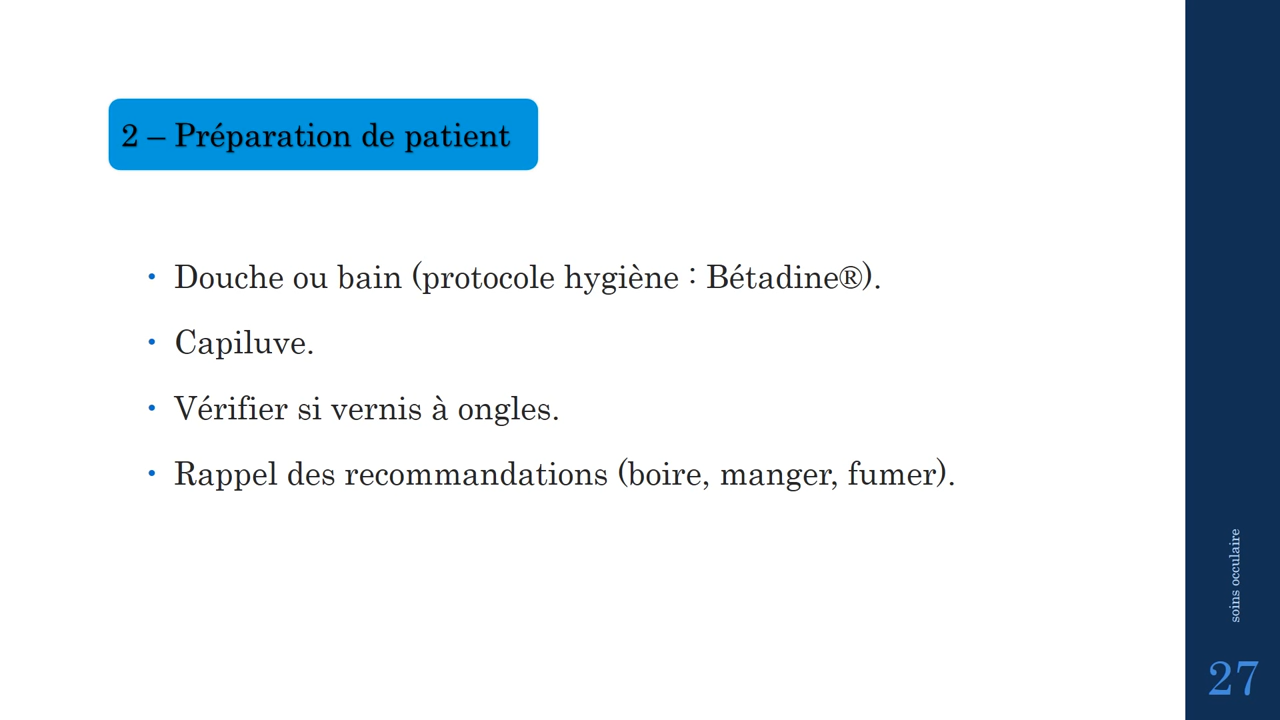 2 – Préparation de patient
• Douche ou bain (protocole hygiène : Bétadine®).
• Capiluve.
• Vérifier si vernis à ongles.
• Rappel des recommandations (boire, manger, fumer).
soins occulaire
27